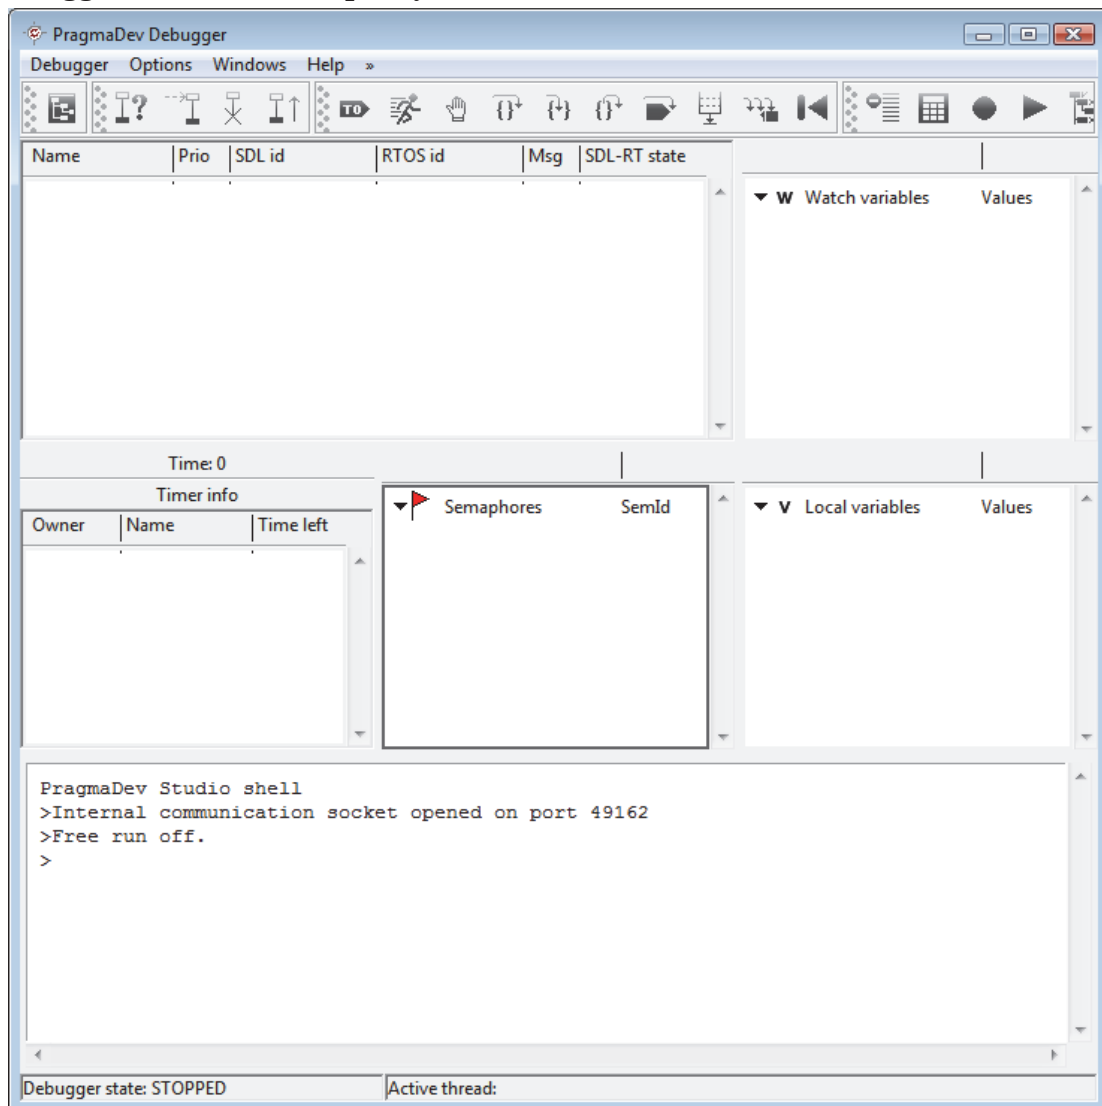 PragmaDev Debugger
Debugger Options Windows Help »
TO
Name Prio SDL id RTOS id Msg SDL-RT state
W Watch variables Values
Time: 0
Timer info
Owner Name Time left
Semaphores SemId
V Local variables Values
PragmaDev Studio shell
>Internal communication socket opened on port 49162
>Free run off.
>
Debugger state: STOPPED
Active thread: